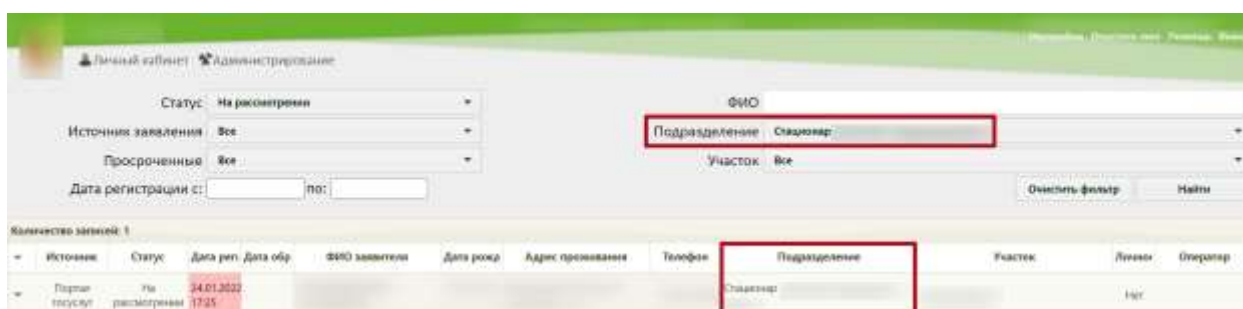 Личный кабинет Администрирование
Статус На рассмотрении ФИО
Источник заявления Все Подразделение Стационар
Просроченные Все Участок Все
Дата регистрации с: по: Очистить фильтр Найти
Количество записей: 1
Источник Статус Дата рег. Дата обр. ФИО заявителя Дата рожд Адрес проживания Телефон Подразделение Участок Личное Оператор
Портал госуслуг На рассмотрении 24.01.2022 17:25 Стационар Нет